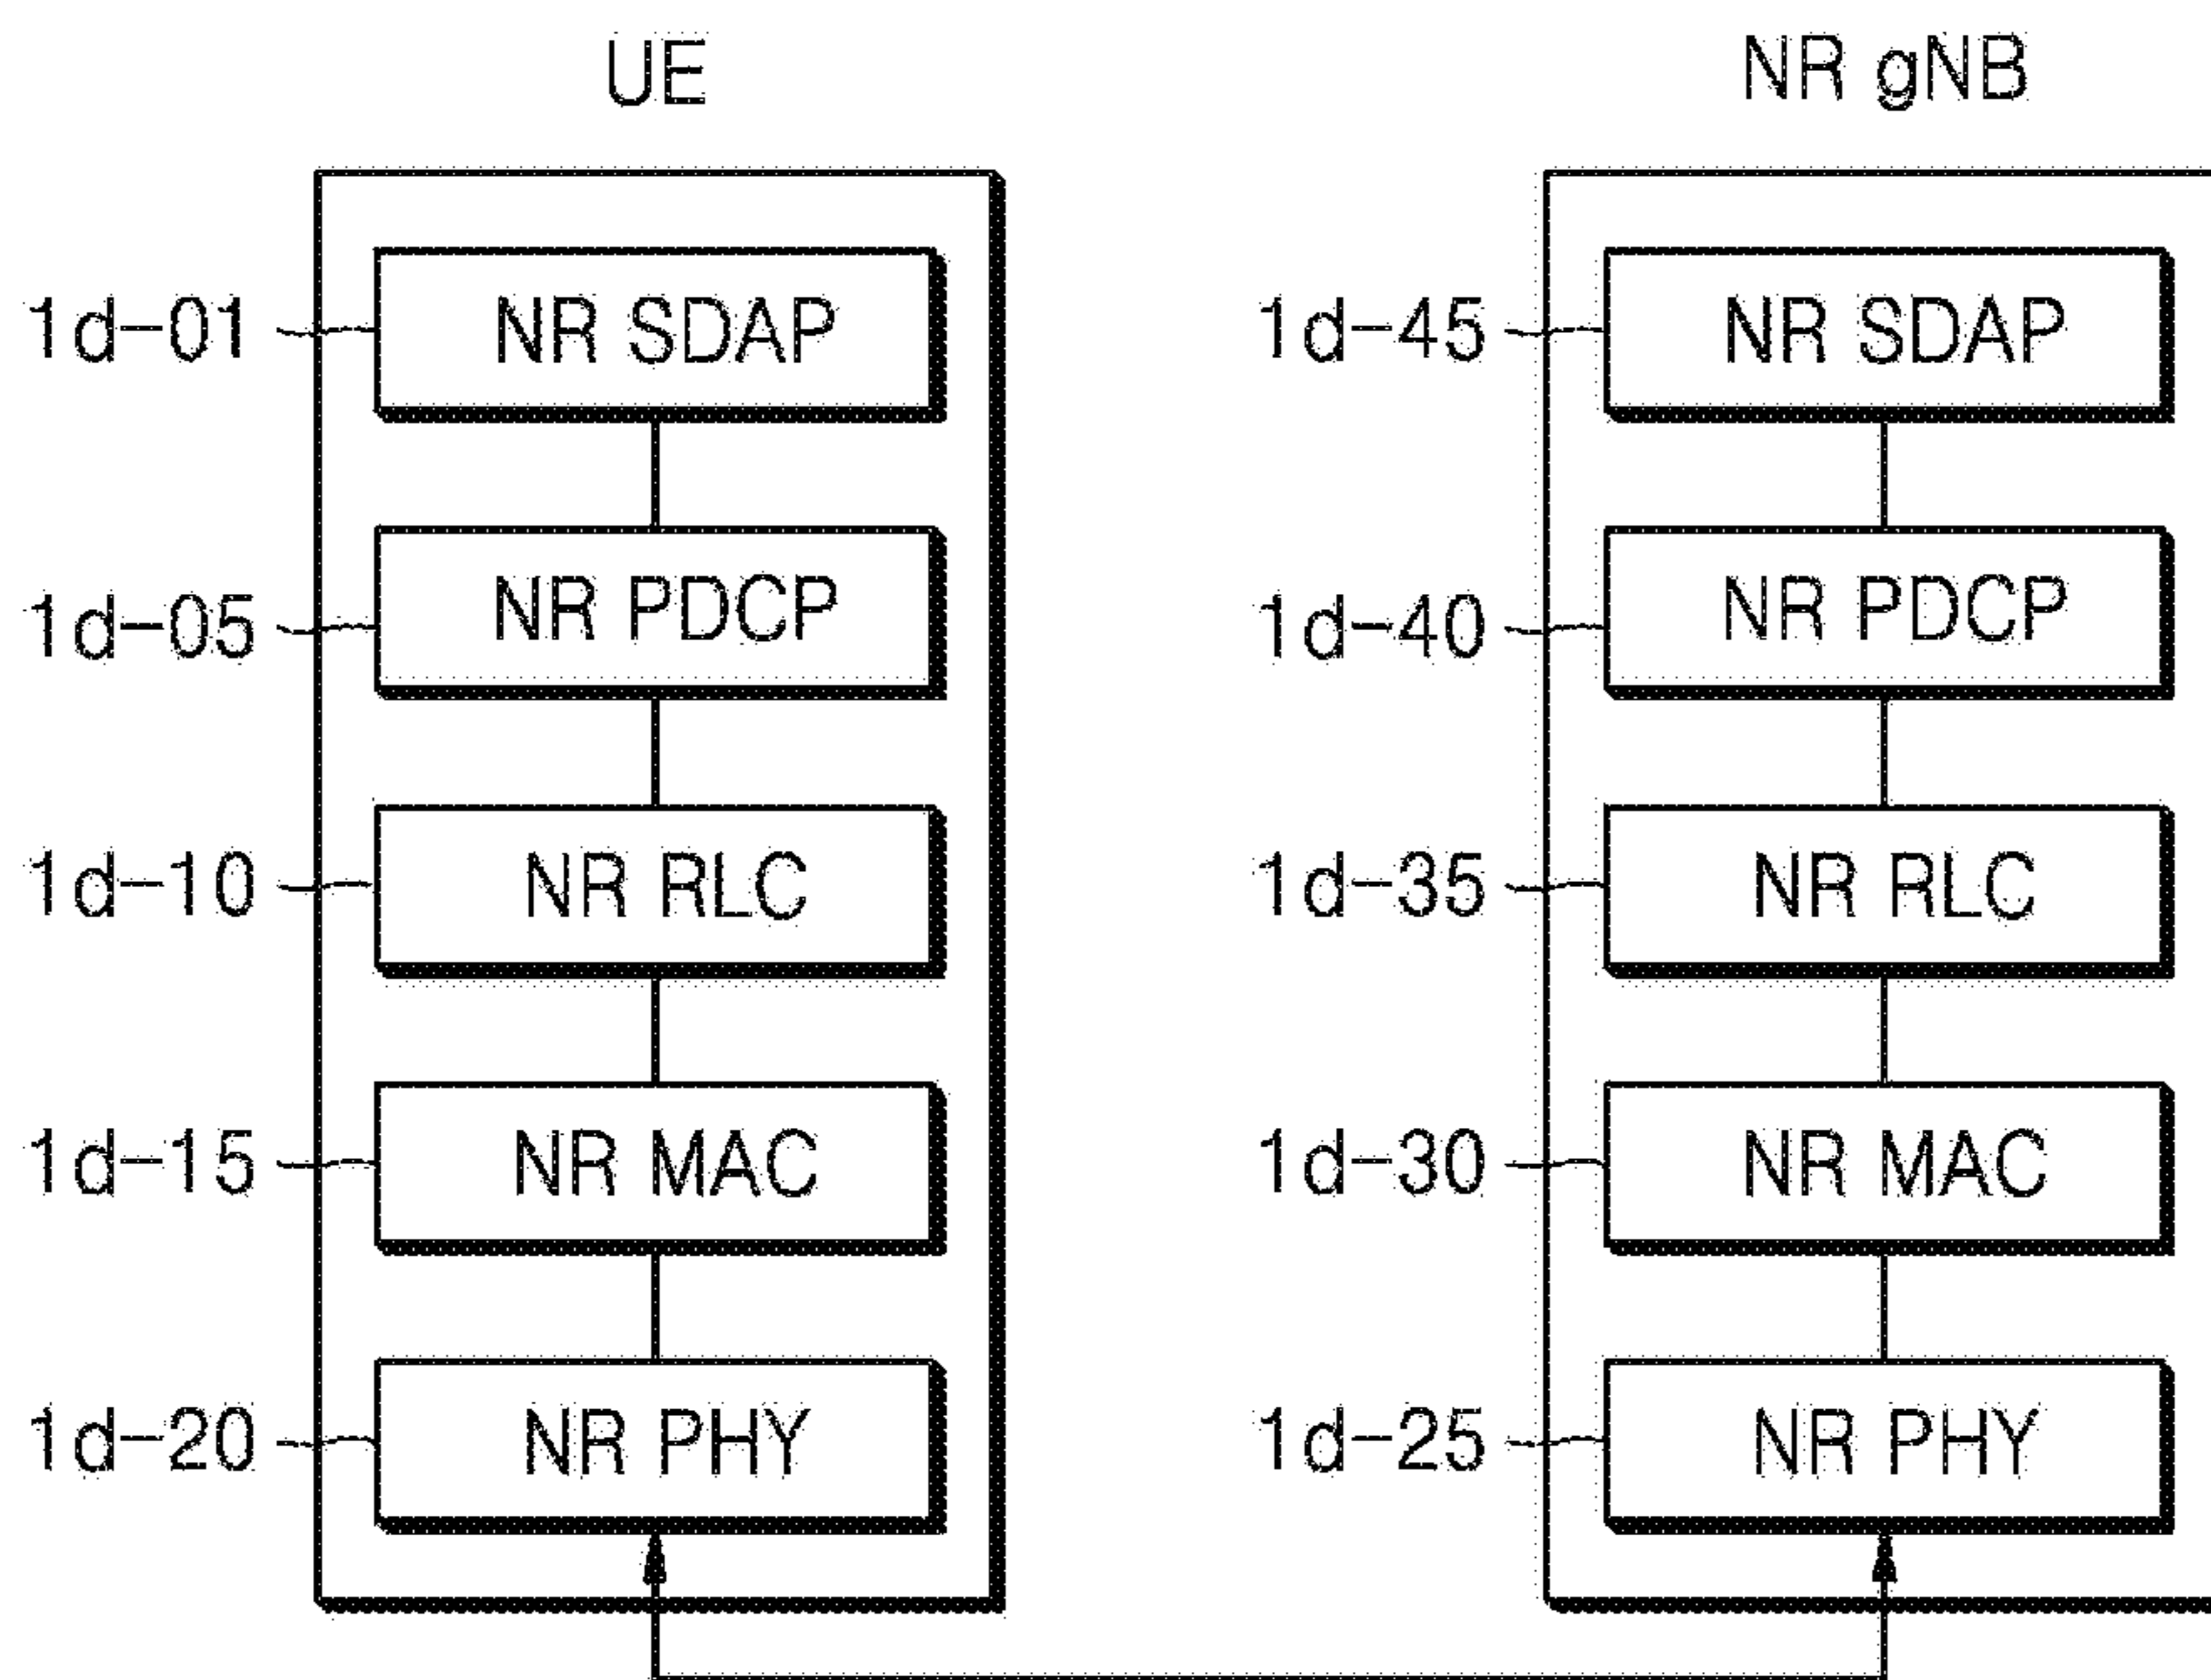 UE NR gNB
1d-01 NR SDAP 1d-45 NR SDAP
1d-05 NR PDCP 1d-40 NR PDCP
1d-10 NR RLC 1d-35 NR RLC
1d-15 NR MAC 1d-30 NR MAC
1d-20 NR PHY 1d-25 NR PHY